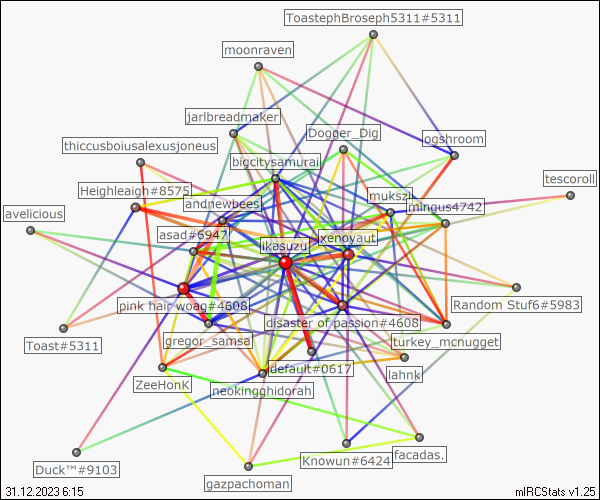 ToastephBroseph5311#5311
moonraven
jarlbreadmaker
Dogger_Dig
ogshroom
thiccusboiusalexusjoneus
bigcitysamurai
tescoroll
Heighleaigh#8575
andnewbees
mukszi
mingus4742
avelicious
asad#6947
ikasuzu
xenoyaut
pink hair woag#4608
Random Stuf6#5983
disaster of passion#4608
Toast#5311
gregor_samsa
turkey_mcnugget
default#0617
lahnk
ZeeHonK
neokingghidorah
Duck™#9103
Knowun#6424
facadas.
gazpachoman
31.12.2023 6:15
mIRCStats v1.25